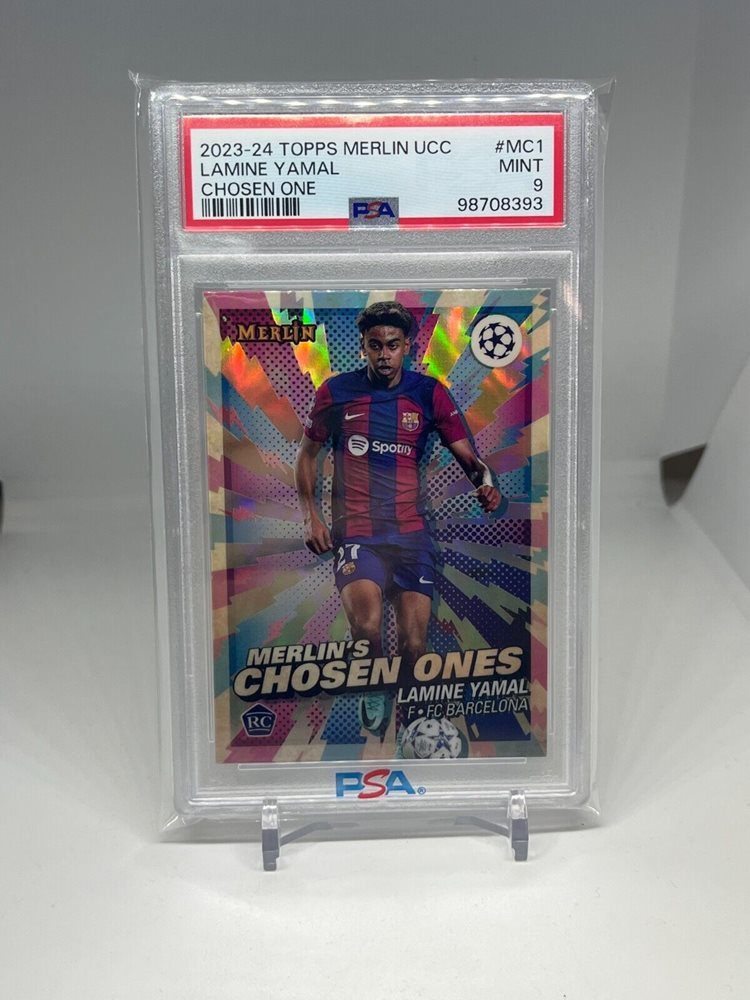 2023-24 TOPPS MERLIN UCC #MC1
LAMINE YAMAL MINT
CHOSEN ONE 9
PSA 98708393
MERLIN
Spotify
27
MERLIN'S
CHOSEN ONES
LAMINE YAMAL
F • FC BARCELONA
RC
PSA®